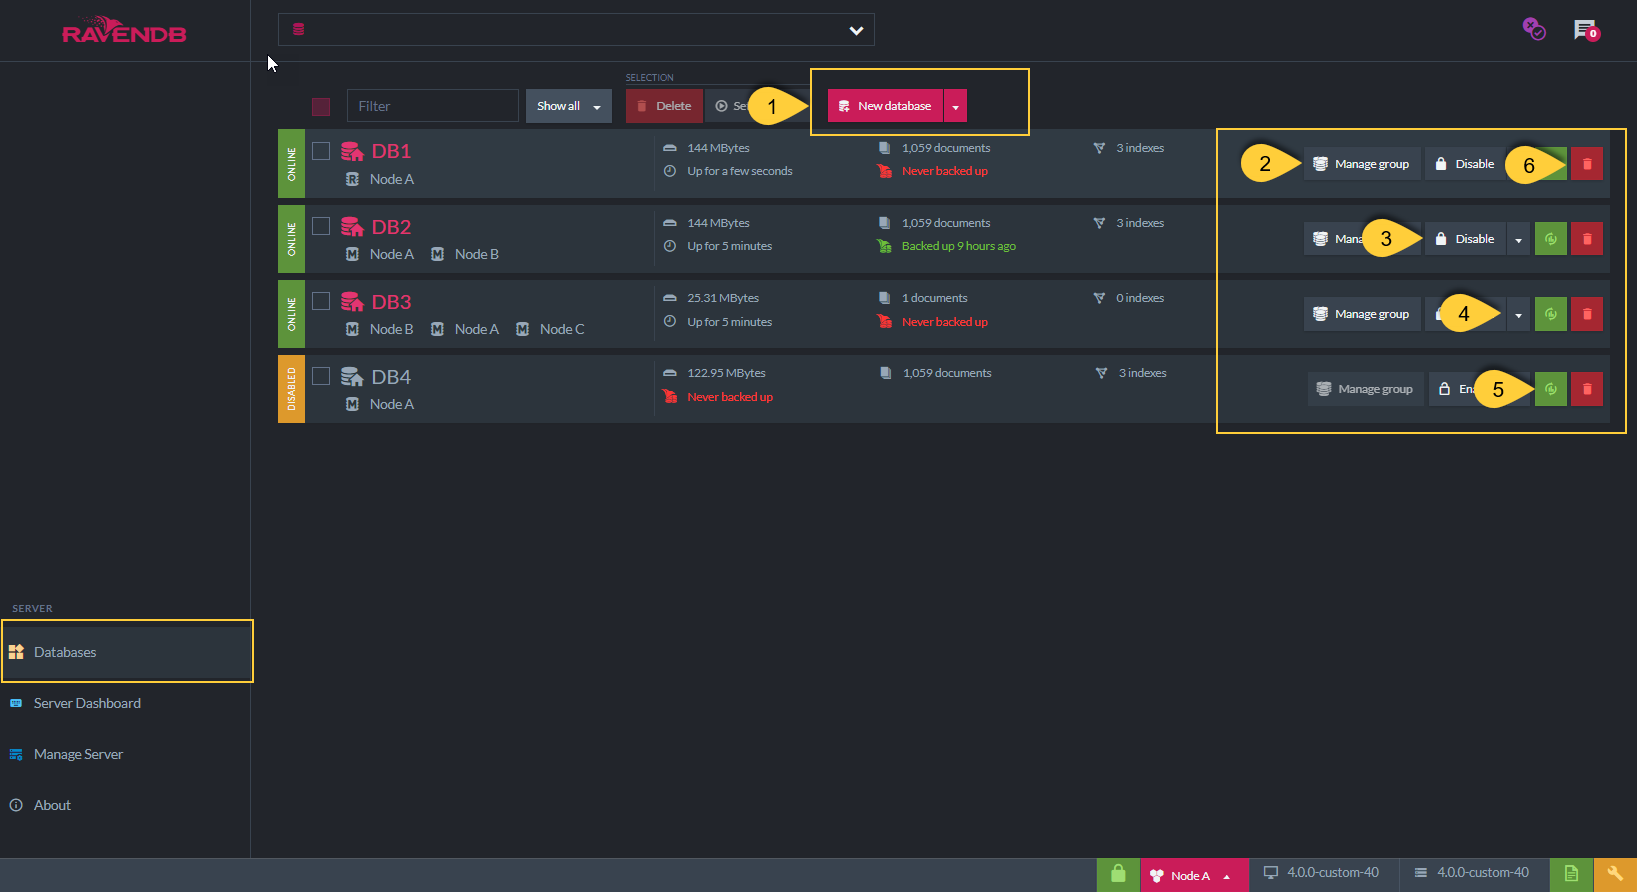 RAVENDB
0
SELECTION
Filter
Show all
Delete
Se
1
New database
ONLINE
DB1
Node A
144 MBytes
Up for a few seconds
1,059 documents
Never backed up
3 indexes
2
Manage group
Disable
6
ONLINE
DB2
Node A
Node B
144 MBytes
Up for 5 minutes
1,059 documents
Backed up 9 hours ago
3 indexes
Mana
3
Disable
ONLINE
DB3
Node B
Node A
Node C
25.31 MBytes
Up for 5 minutes
1 documents
Never backed up
0 indexes
Manage group
4
DISABLED
DB4
Node A
122.95 MBytes
Never backed up
1,059 documents
3 indexes
Manage group
En
5
SERVER
Databases
Server Dashboard
Manage Server
About
Node A
4.0.0-custom-40
4.0.0-custom-40